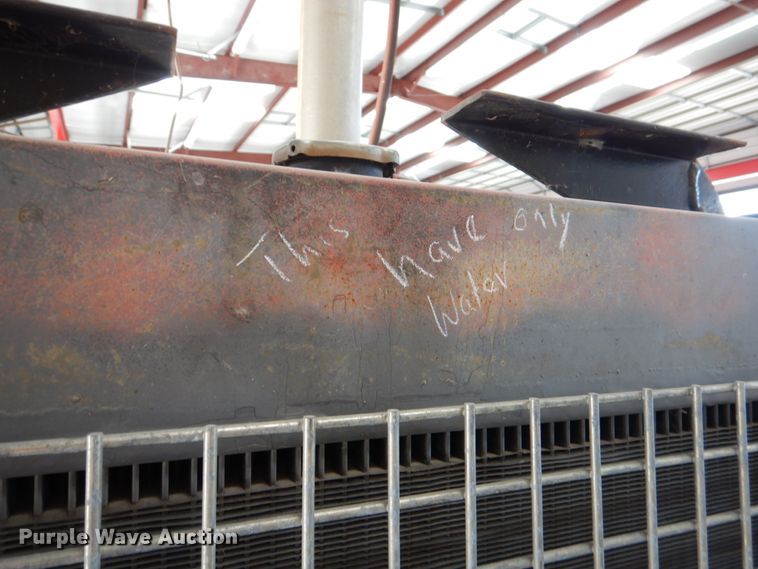 This have only
Water
Purple Wave Auction®